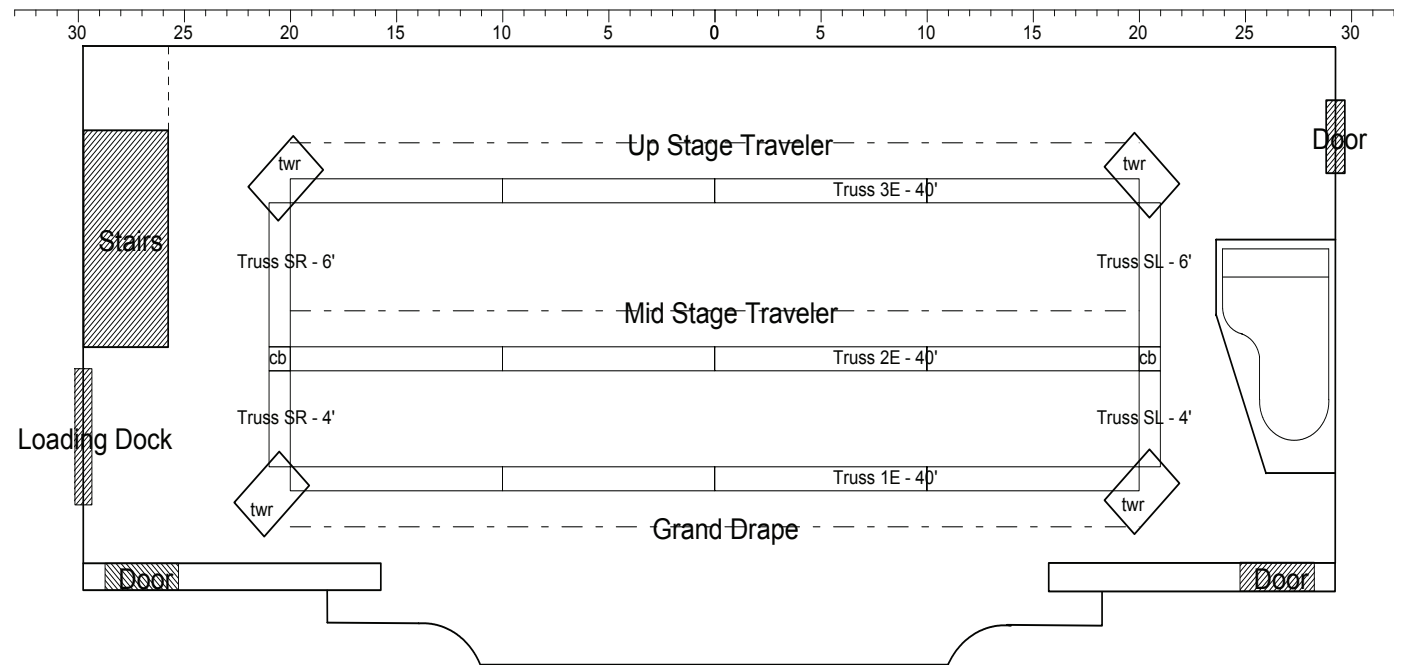 30 25 20 15 10 5 0 5 10 15 20 25 30
Up Stage Traveler
Door
twr
twr
Truss 3E - 40'
Stairs
Truss SR - 6'
Truss SL - 6'
Mid Stage Traveler
cb
Truss 2E - 40'
cb
Truss SR - 4'
Truss SL - 4'
Loading Dock
Truss 1E - 40'
twr
twr
Grand Drape
Door
Door